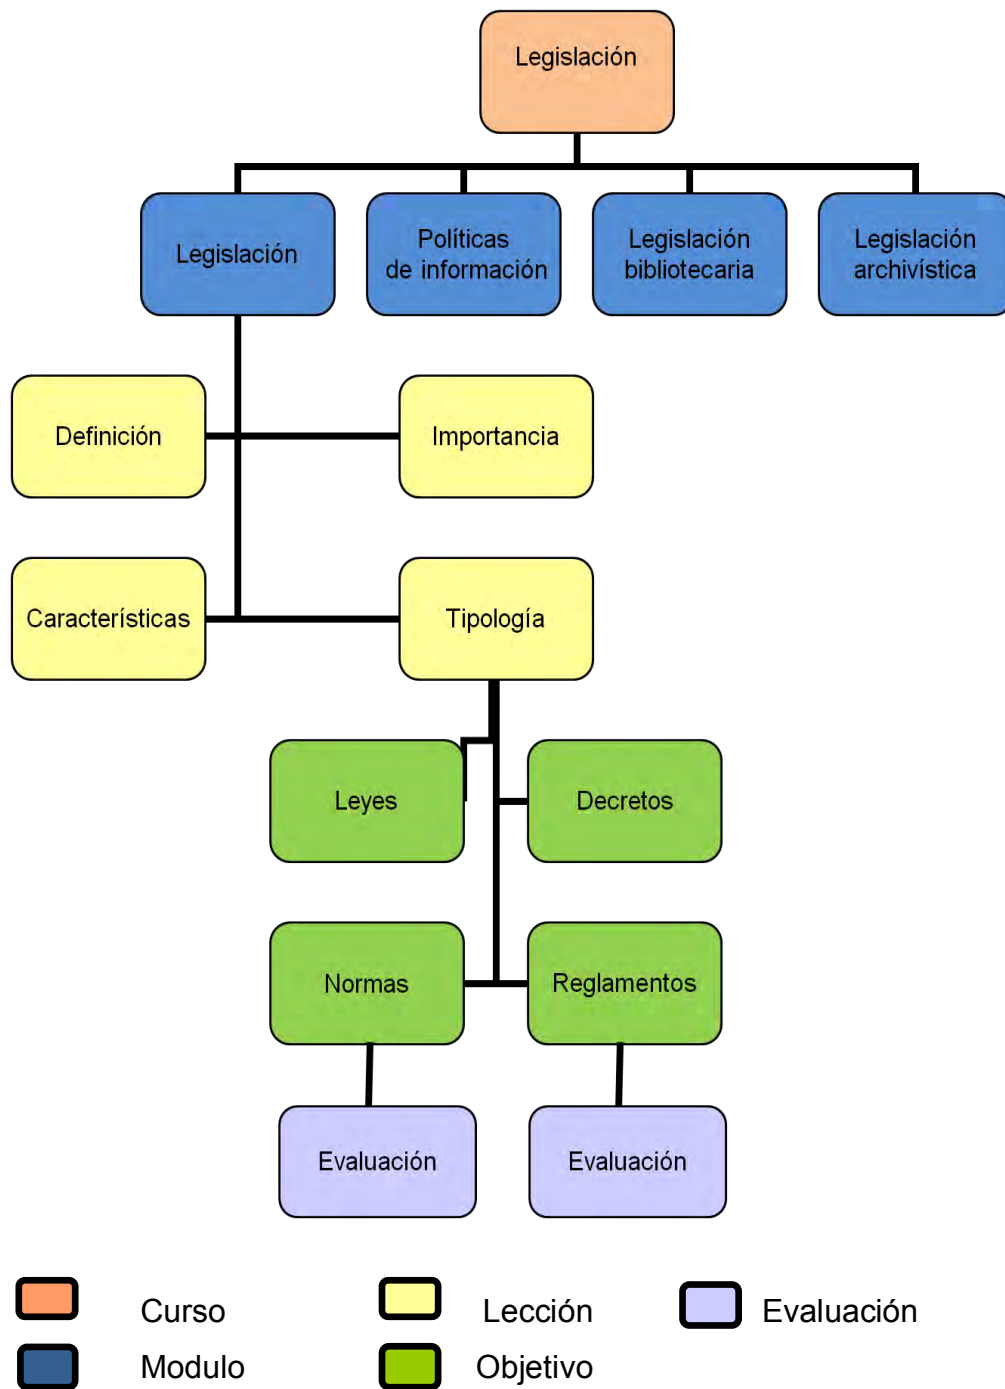 Legislación
Legislación
Políticas
de información
Legislación
bibliotecaria
Legislación
archivística
Definición
Importancia
Características
Tipología
Leyes
Decretos
Normas
Reglamentos
Evaluación
Evaluación
Curso
Lección
Evaluación
Modulo
Objetivo